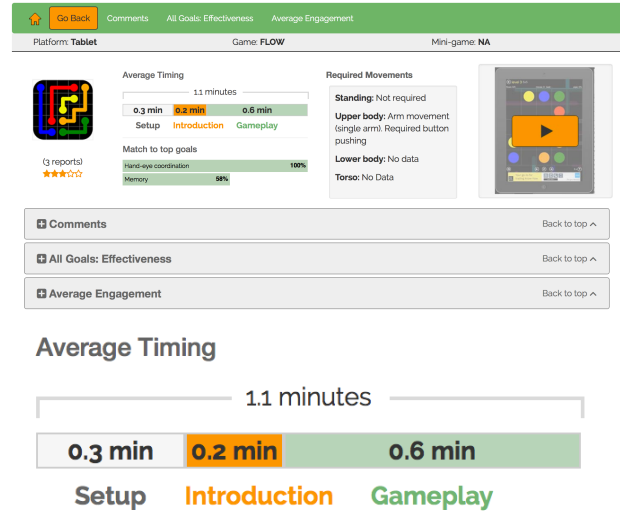 Go Back Comments All Goals: Effectiveness Average Engagement
Platform: Tablet Game: FLOW Mini-game: NA
Average Timing
1.1 minutes
0.3 min 0.2 min 0.6 min
Setup Introduction Gameplay
Match to top goals
Hand-eye coordination 100%
Memory 58%
(3 reports)
Required Movements
Standing: Not required
Upper body: Arm movement
(single arm). Required button
pushing
Lower body: No data
Torso: No Data
Comments Back to top
All Goals: Effectiveness Back to top
Average Engagement Back to top
Average Timing
1.1 minutes
0.3 min 0.2 min 0.6 min
Setup Introduction Gameplay